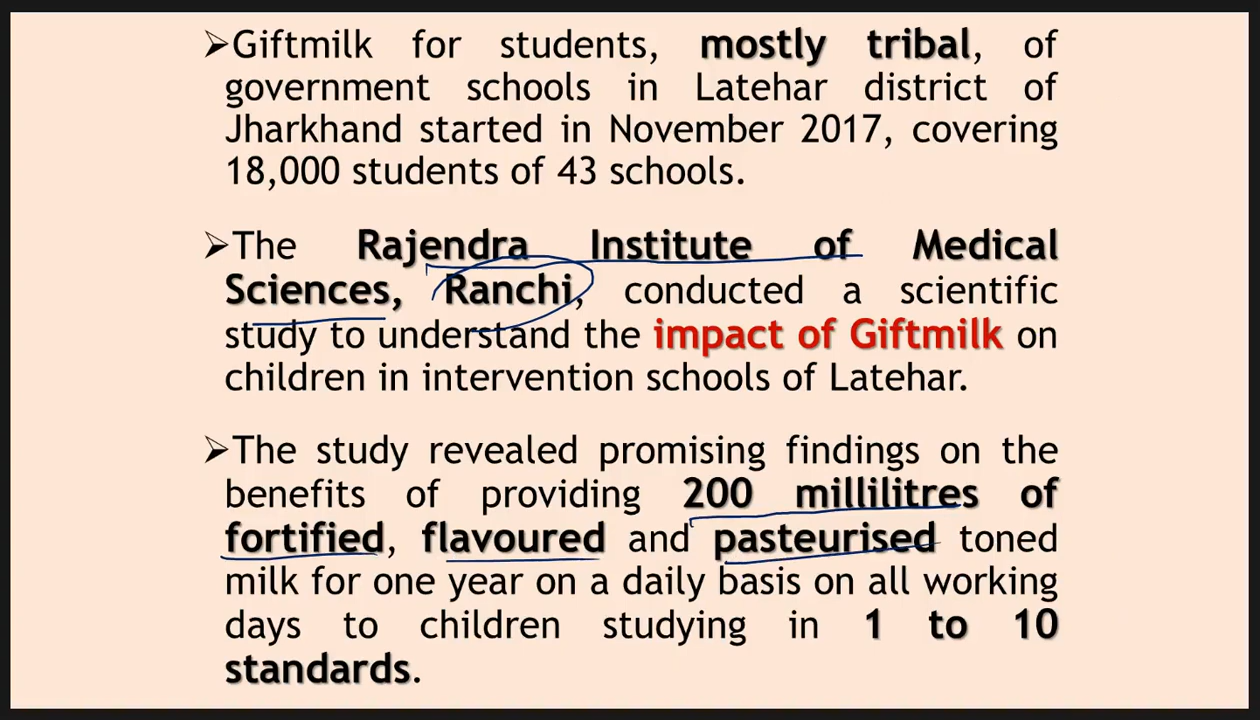 ➢Giftmilk for students, mostly tribal, of
government schools in Latehar district of
Jharkhand started in November 2017, covering
18,000 students of 43 schools.
➢The Rajendra Institute of Medical
Sciences, Ranchi, conducted a scientific
study to understand the impact of Giftmilk on
children in intervention schools of Latehar.
➢The study revealed promising findings on the
benefits of providing 200 millilitres of
fortified, flavoured and pasteurised toned
milk for one year on a daily basis on all working
days to children studying in 1 to 10
standards.